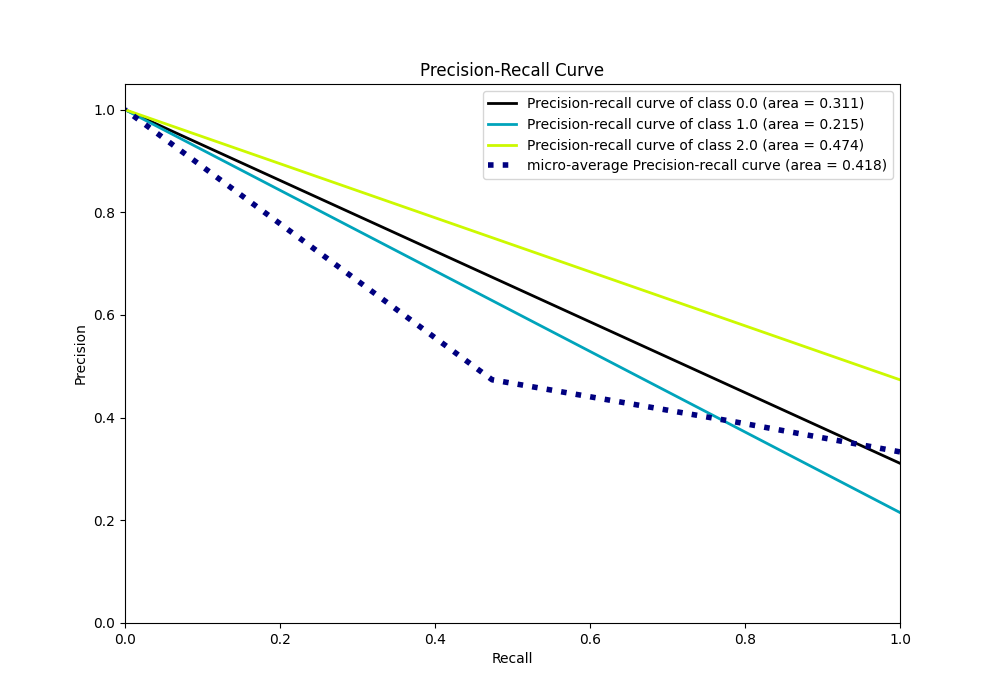 Precision-Recall Curve
Precision-recall curve of class 0.0 (area = 0.311)
Precision-recall curve of class 1.0 (area = 0.215)
Precision-recall curve of class 2.0 (area = 0.474)
micro-average Precision-recall curve (area = 0.418)
Precision
1.0
0.8
0.6
0.4
0.2
0.0
0.0 0.2 0.4 0.6 0.8 1.0
Recall